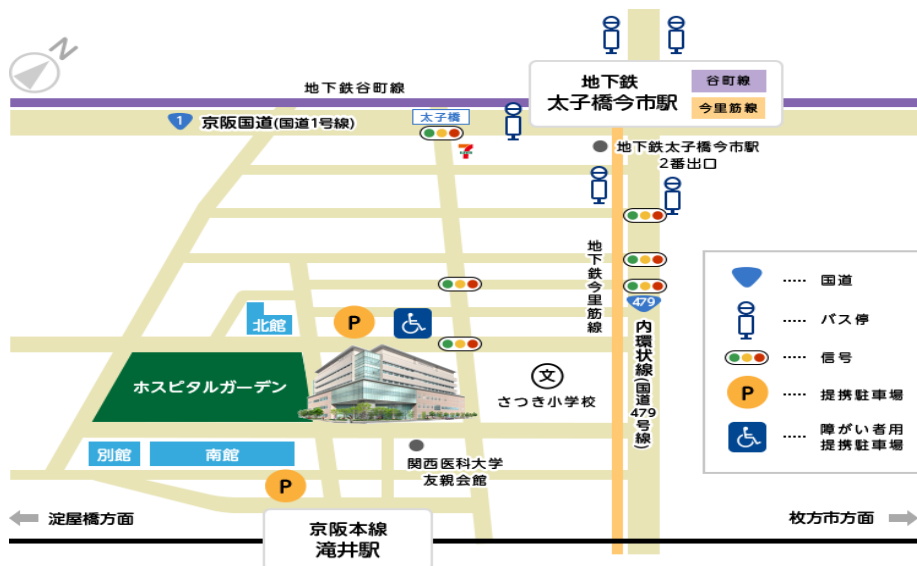 N
地下鉄谷町線
地下鉄
太子橋今市駅
谷町線
今里筋線
1
京阪国道(国道1号線)
太子橋
地下鉄太子橋今市駅
2番出口
地下鉄今里筋線
479
内環状線(国道479号線)
国道
バス停
信号
P
提携駐車場
障がい者用
提携駐車場
北館
P
ホスピタルガーデン
文
さつき小学校
別館
南館
関西医科大学
友親会館
P
淀屋橋方面
京阪本線
滝井駅
枚方市方面